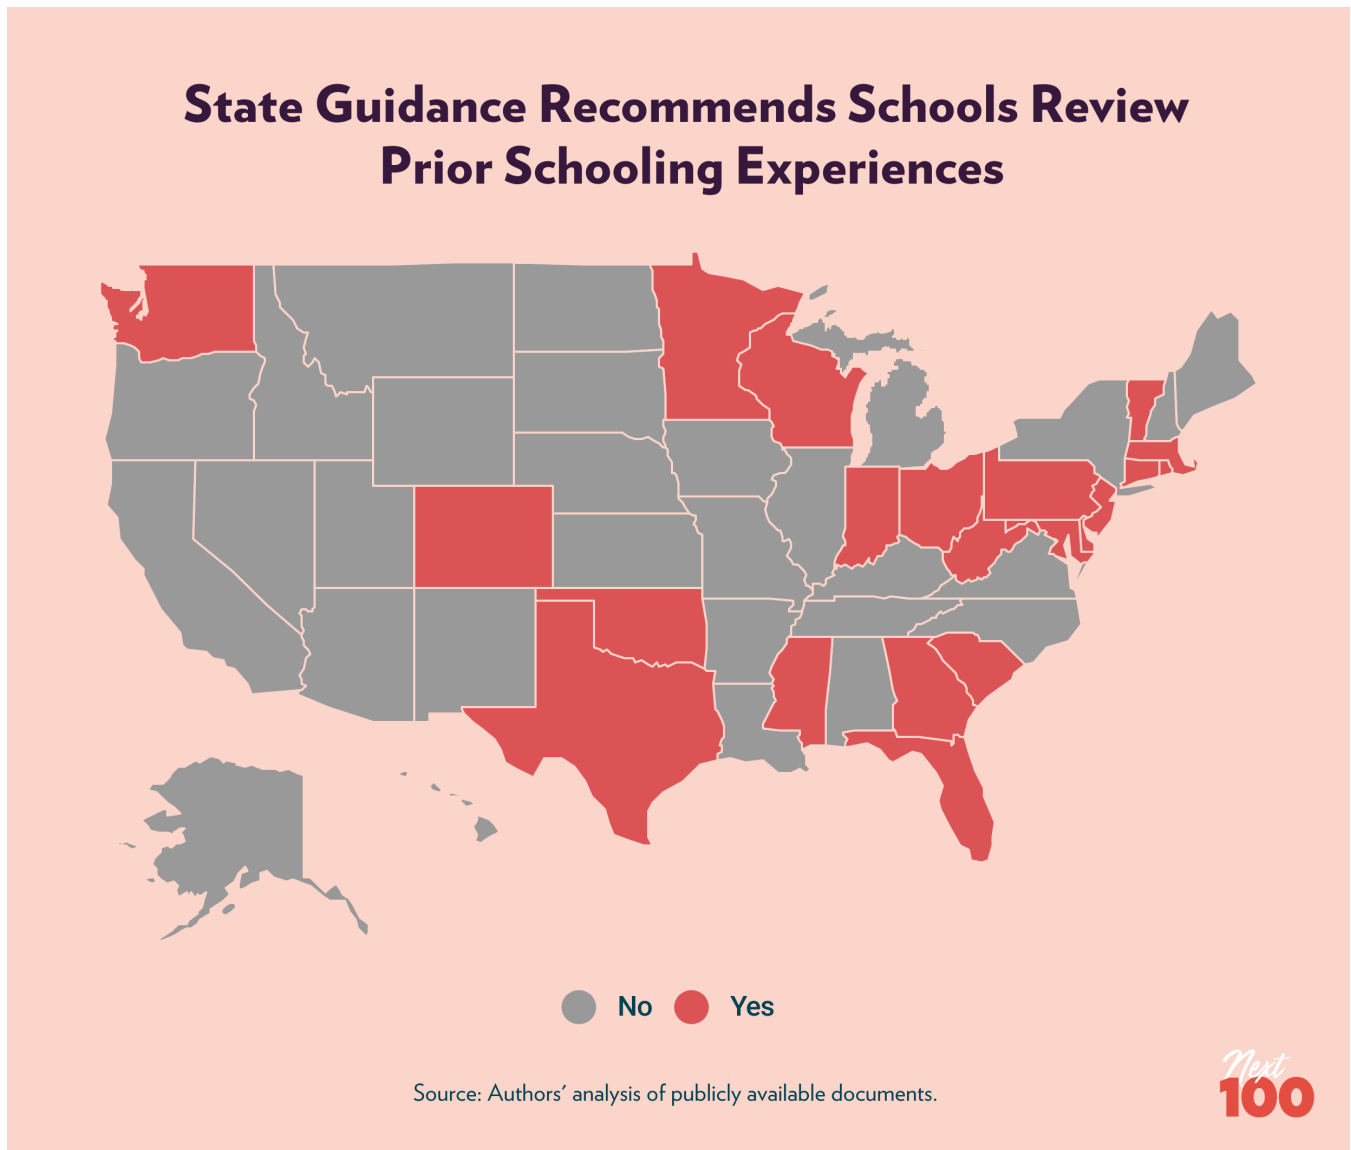 State Guidance Recommends Schools Review
Prior Schooling Experiences
No Yes
Source: Authors' analysis of publicly available documents.
Next
100